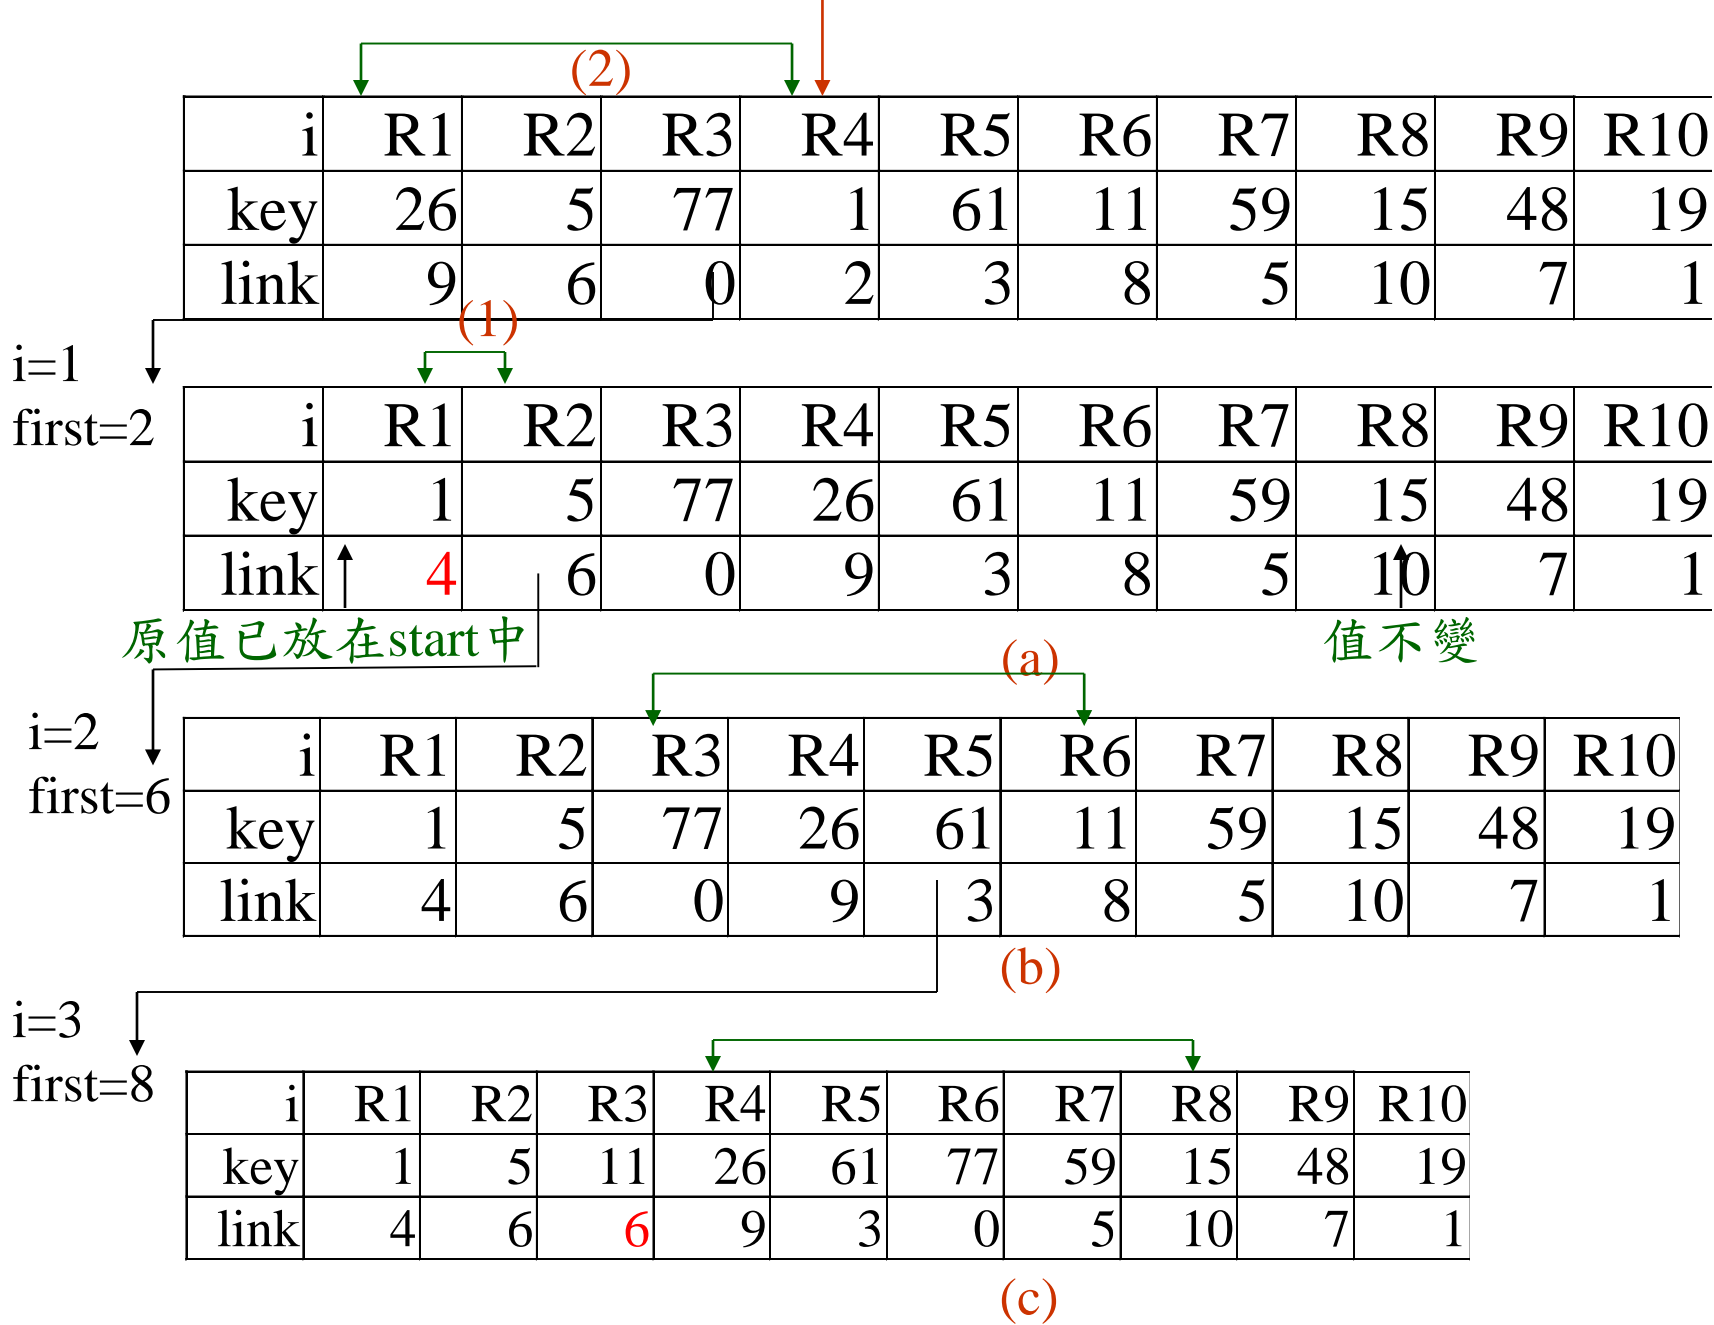 (2)
i R1 R2 R3 R4 R5 R6 R7 R8 R9 R10
key 26 5 77 1 61 11 59 15 48 19
link 9 6 0 2 3 8 5 10 7 1
(1)
i=1
first=2
i R1 R2 R3 R4 R5 R6 R7 R8 R9 R10
key 1 5 77 26 61 11 59 15 48 19
link 4 6 0 9 3 8 5 10 7 1
原值已放在start中 值不變
(a)
i=2
first=6
i R1 R2 R3 R4 R5 R6 R7 R8 R9 R10
key 1 5 77 26 61 11 59 15 48 19
link 4 6 0 9 3 8 5 10 7 1
(b)
i=3
first=8
i R1 R2 R3 R4 R5 R6 R7 R8 R9 R10
key 1 5 11 26 61 77 59 15 48 19
link 4 6 6 9 3 0 5 10 7 1
(c)